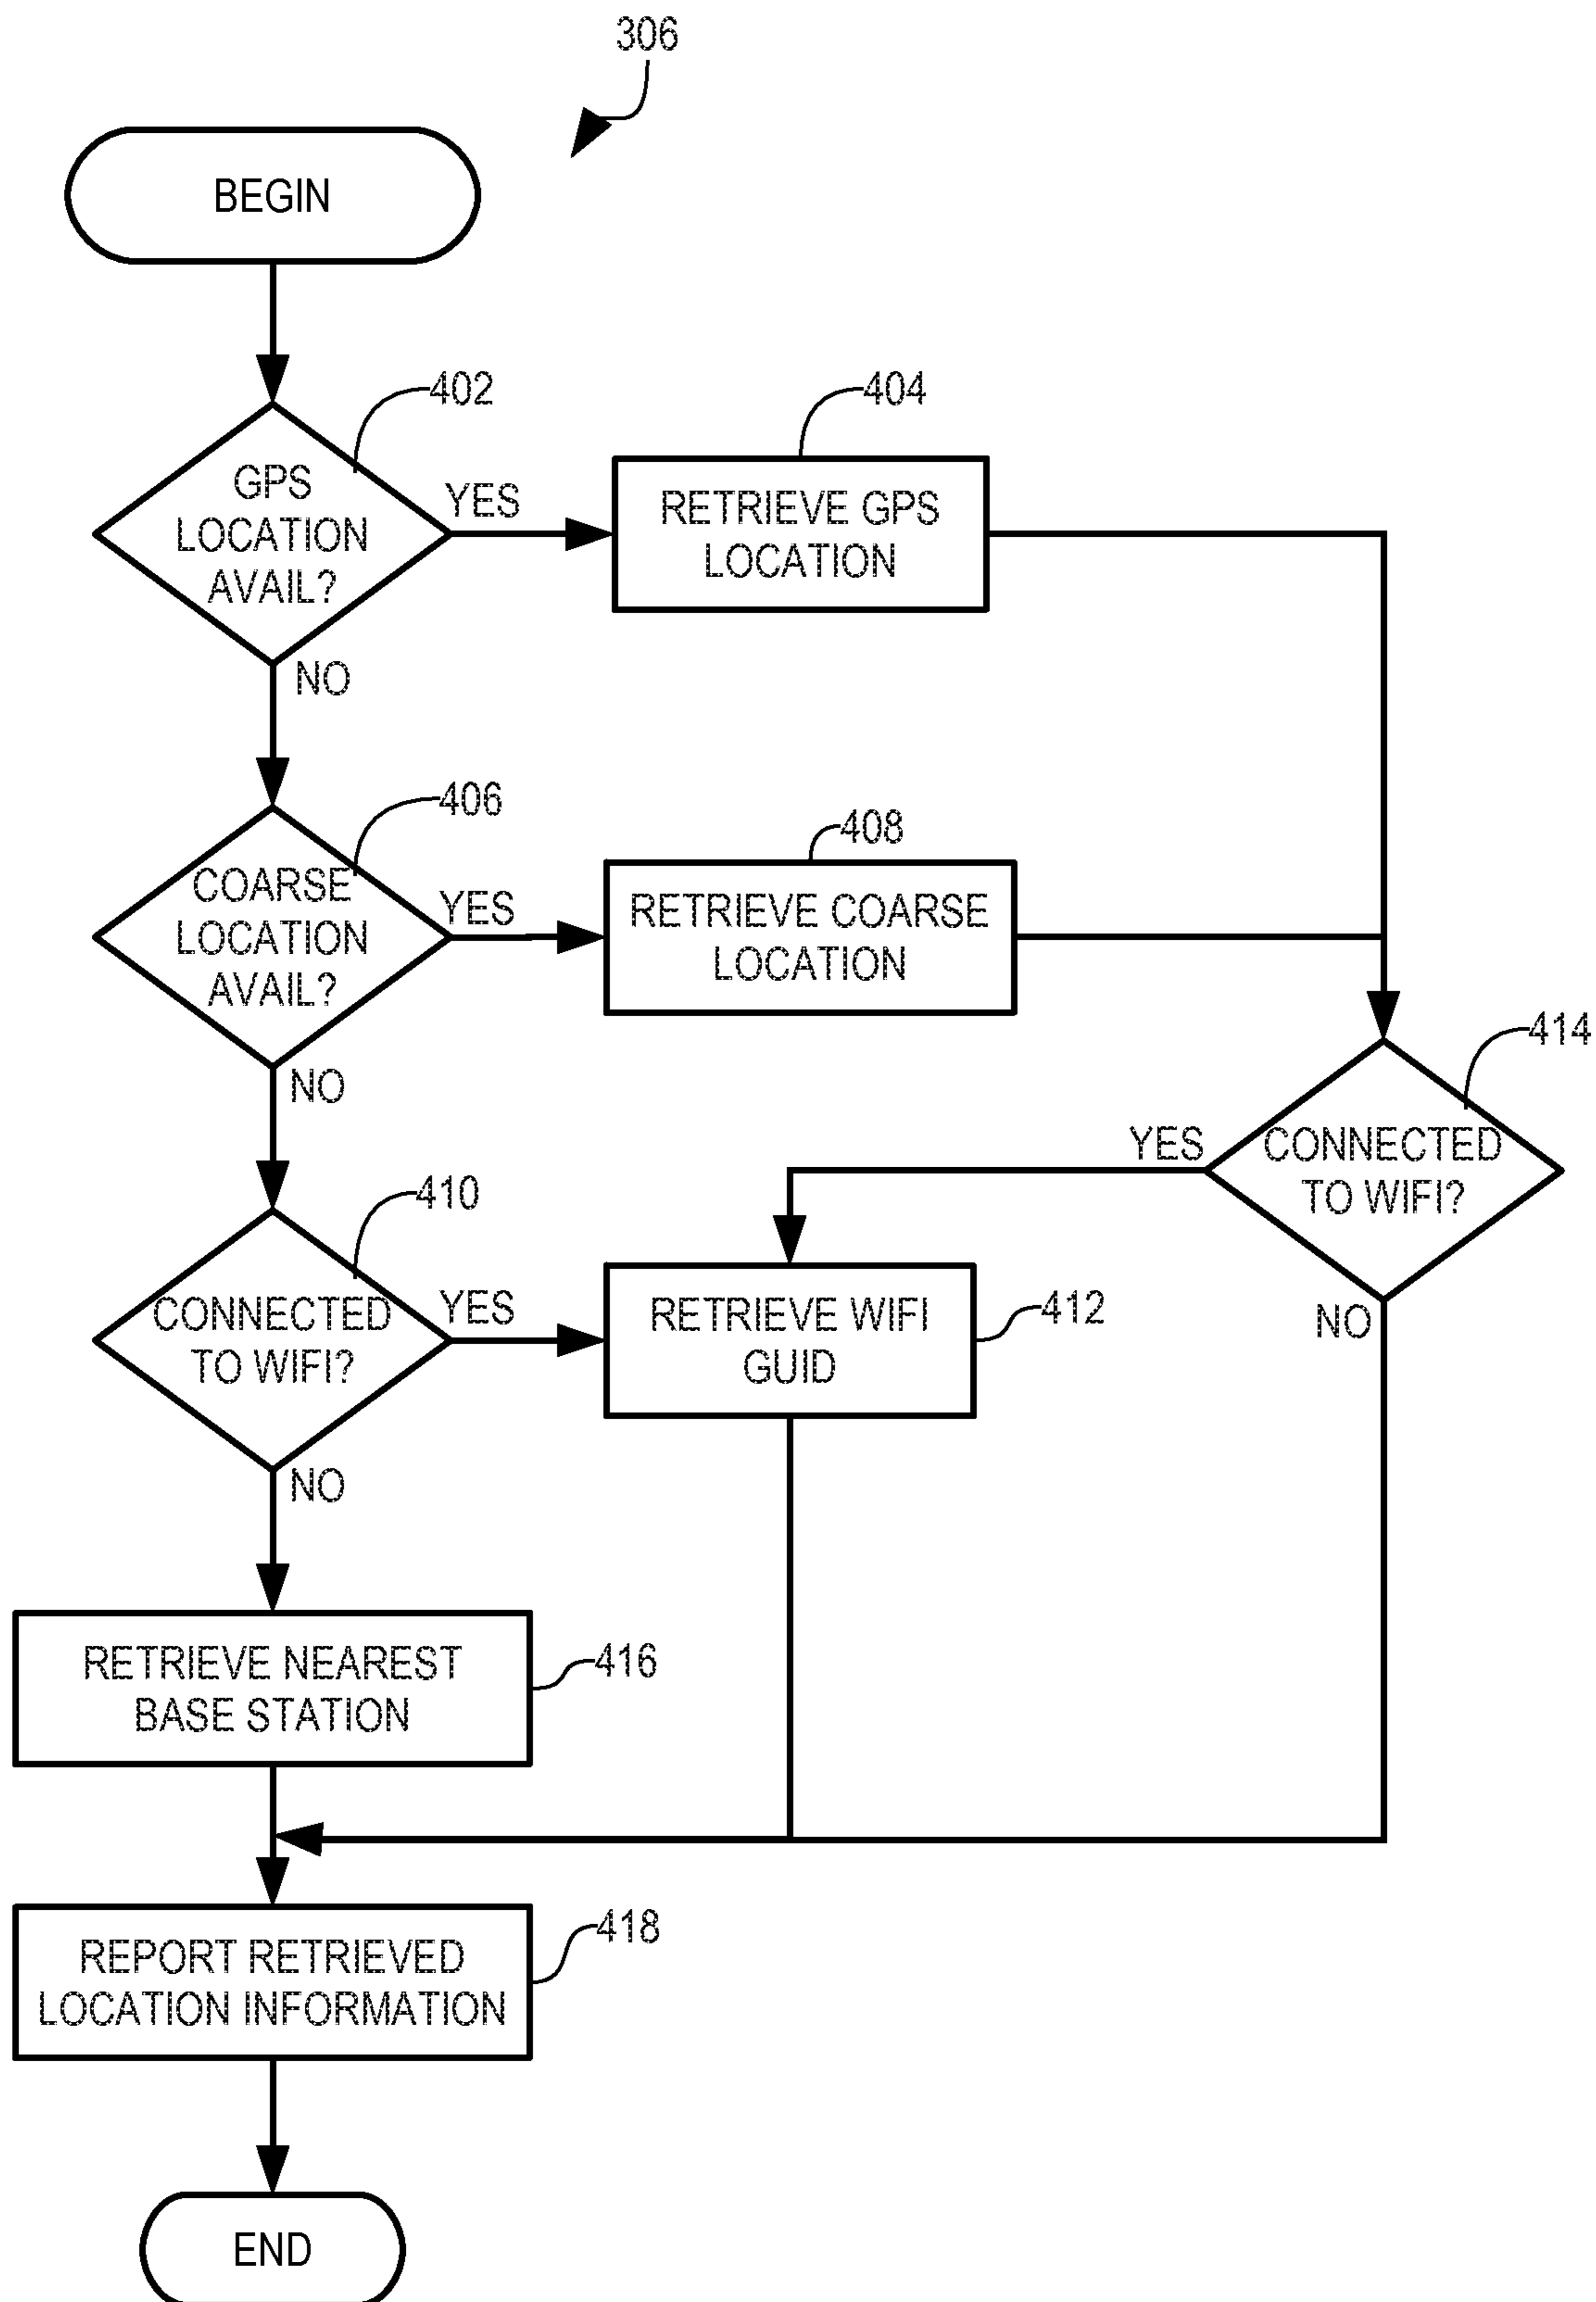 306
BEGIN
402
GPS
LOCATION
AVAIL?
YES
NO
404
RETRIEVE GPS
LOCATION
406
COARSE
LOCATION
AVAIL?
YES
NO
408
RETRIEVE COARSE
LOCATION
414
CONNECTED
TO WIFI?
YES
NO
410
CONNECTED
TO WIFI?
YES
NO
412
RETRIEVE WIFI
GUID
416
RETRIEVE NEAREST
BASE STATION
418
REPORT RETRIEVED
LOCATION INFORMATION
END